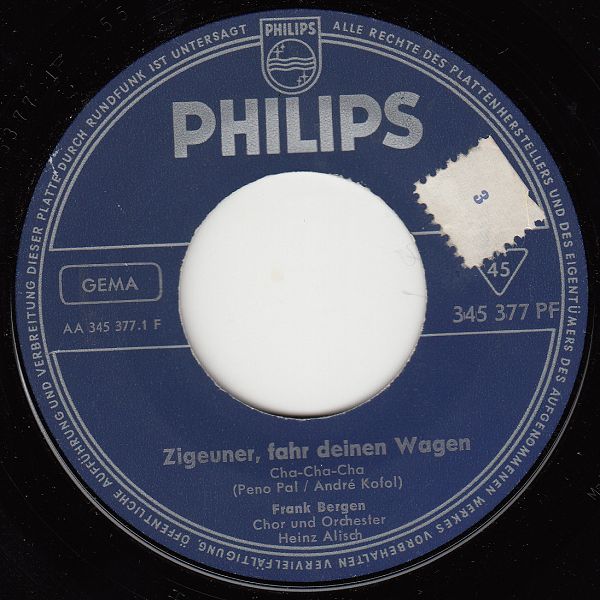 PHILIPS
PHILIPS
ALLE RECHTE DES PLATTENHERSTELLERS UND DES EIGENTÜMERS DES AUFGENOMMENEN WERKES VORBEHALTEN. VERVIELFÄLTIGUNG, ÖFFENTLICHE AUFFÜHRUNG UND VERBREITUNG DIESER PLATTE DURCH RUNDFUNK IST UNTERSAGT
3
GEMA
45
AA 345 377.1 F
345 377 PF
Zigeuner, fahr deinen Wagen
Cha-Cha-Cha
(Peno Pal / André Kofol)
Frank Bergen
Chor und Orchester
Heinz Alisch